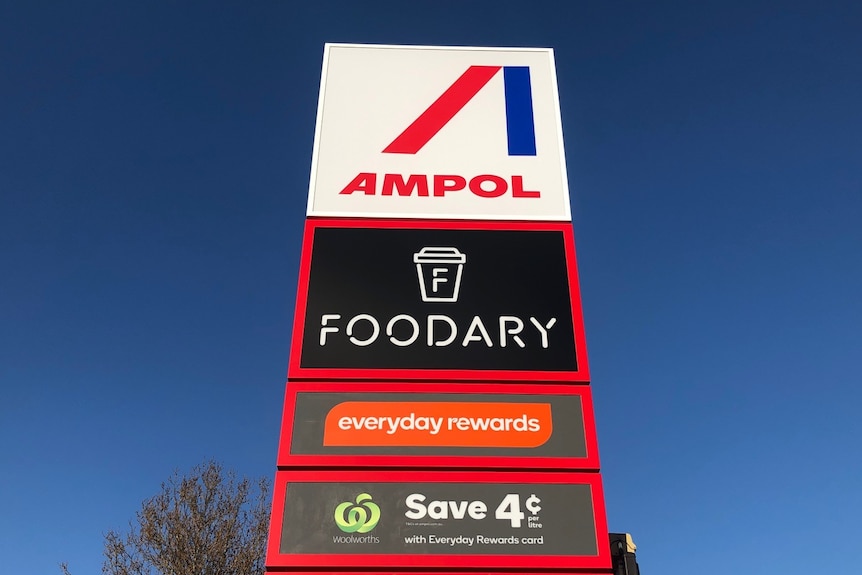 AMPOL
F
FOODARY
everyday rewards
woolworths
Save 4¢ per litre
with Everyday Rewards card